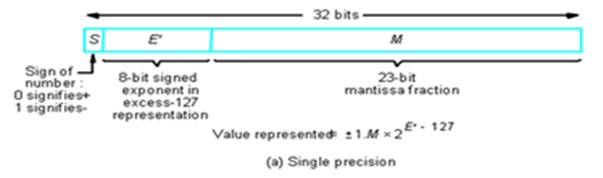 32 bits
S E' M
Sign of
number :
0 signifies+
1 signifies-
8-bit signed
exponent in
excess-127
representation
23-bit
mantissa fraction
Value represented= ±1.M × 2^E' - 127
(a) Single precision